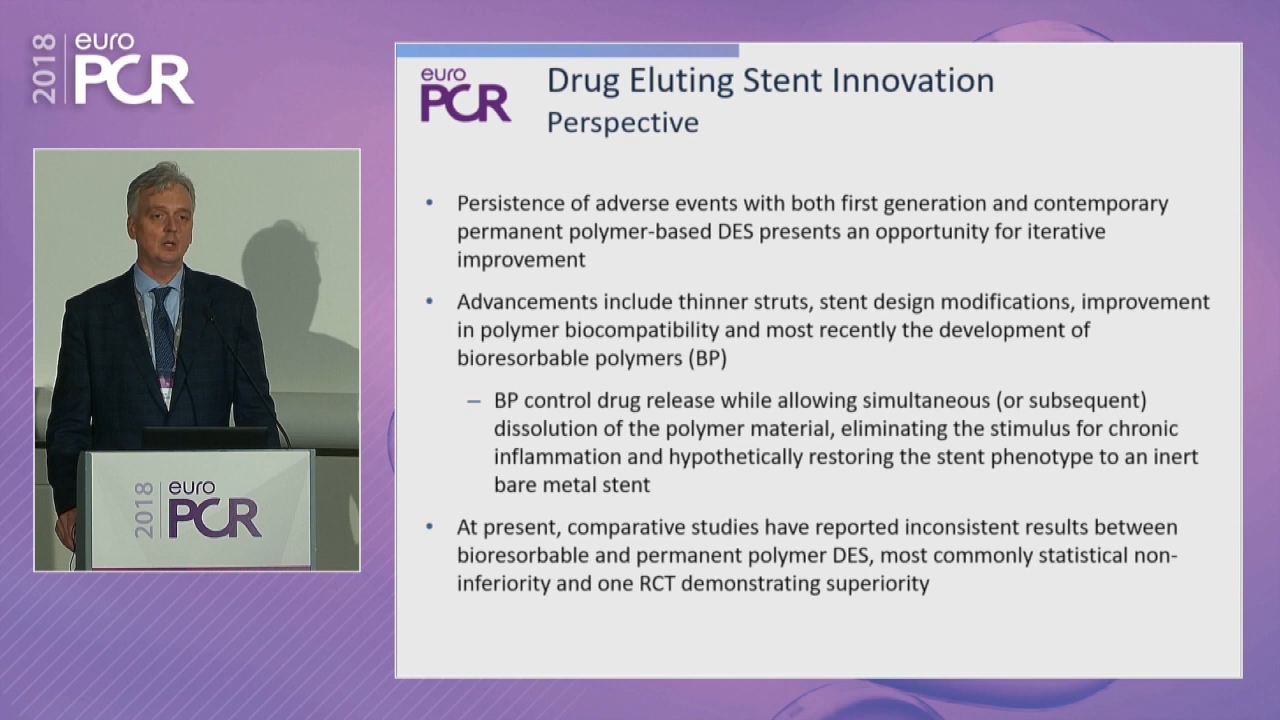 2018
euro
PCR
euro
PCR
Drug Eluting Stent Innovation
Perspective
• Persistence of adverse events with both first generation and contemporary
permanent polymer-based DES presents an opportunity for iterative
improvement
• Advancements include thinner struts, stent design modifications, improvement
in polymer biocompatibility and most recently the development of
bioresorbable polymers (BP)
– BP control drug release while allowing simultaneous (or subsequent)
dissolution of the polymer material, eliminating the stimulus for chronic
inflammation and hypothetically restoring the stent phenotype to an inert
bare metal stent
• At present, comparative studies have reported inconsistent results between
bioresorbable and permanent polymer DES, most commonly statistical non-
inferiority and one RCT demonstrating superiority
2018
euro
PCR